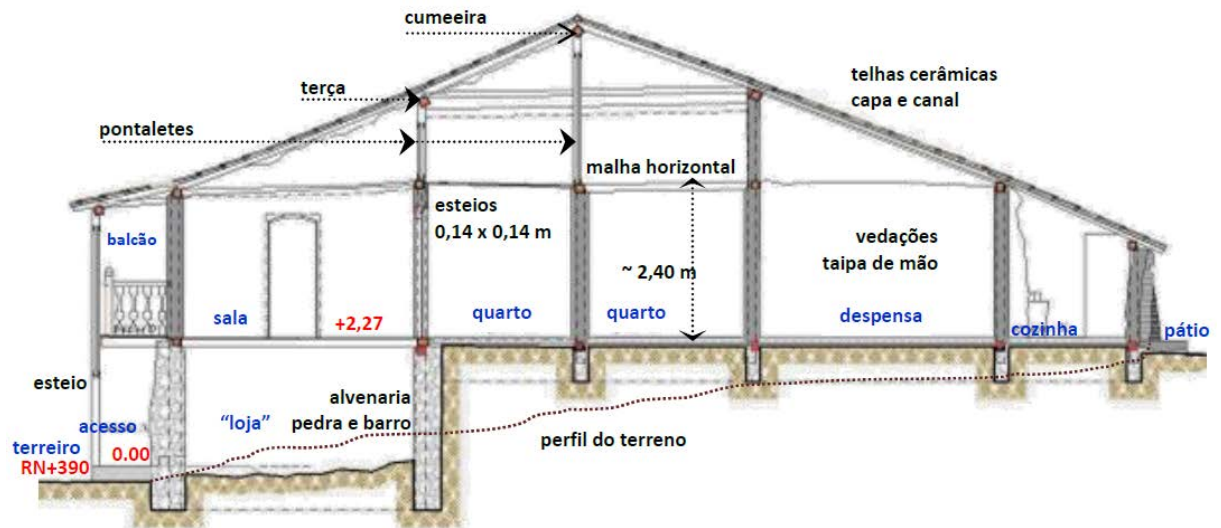 cumeeira
telhas cerâmicas
capa e canal
terça
pontaletes
malha horizontal
esteios
0,14 x 0,14 m
balcão
vedações
taipa de mão
~ 2,40 m
sala
+2,27
quarto
quarto
despensa
cozinha
pátio
esteio
alvenaria
pedra e barro
acesso
"loja"
terreiro
0.00
perfil do terreno
RN+390